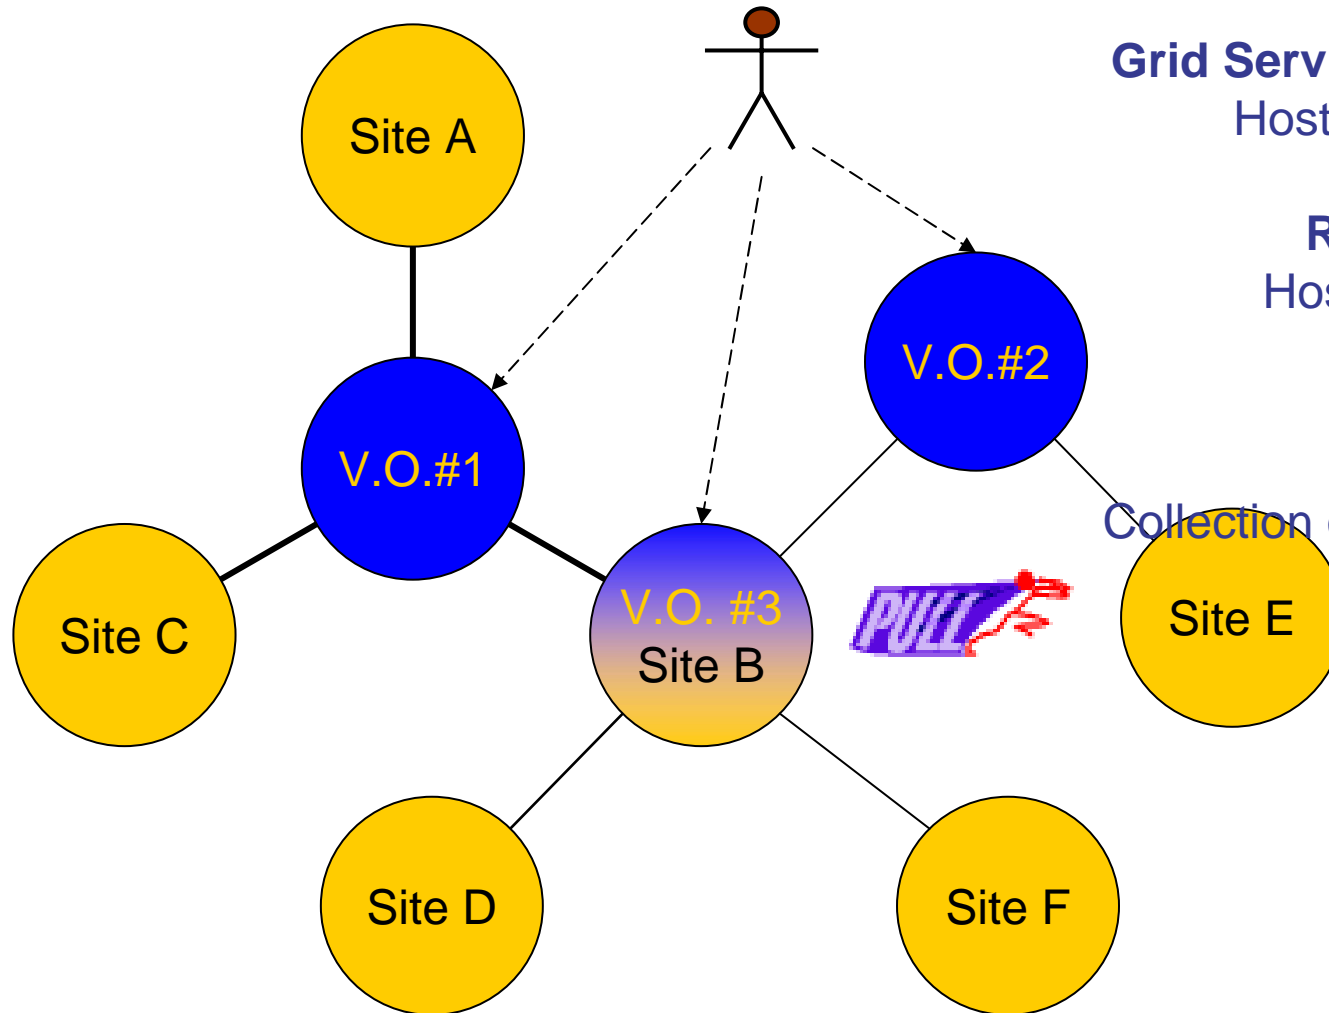 Grid Serv
Host
R
Hos
Collection
Site A
V.O.#2
V.O.#1
Site C
V.O. #3
Site B
PULL
Site E
Site D
Site F